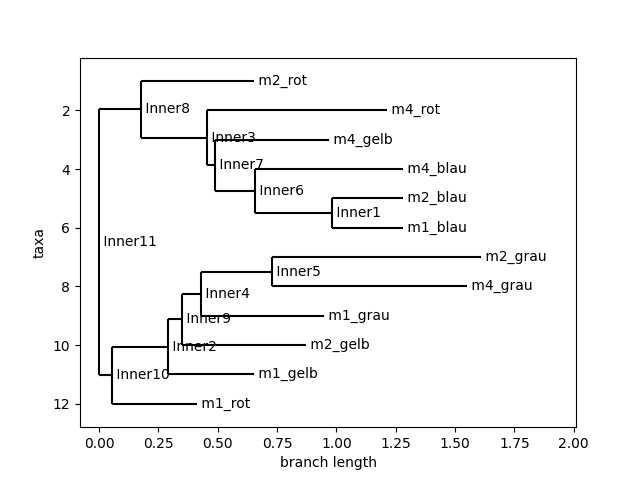 m2_rot
Inner8
2
m4_rot
Inner3
m4_gelb
Inner7
4
m4_blau
Inner6
m2_blau
Inner1
6
m1_blau
taxa
Inner11
m2_grau
Inner5
8
m4_grau
Inner4
m1_grau
Inner9
10
m2_gelb
Inner2
m1_gelb
Inner10
12
m1_rot
0.00 0.25 0.50 0.75 1.00 1.25 1.50 1.75 2.00
branch length